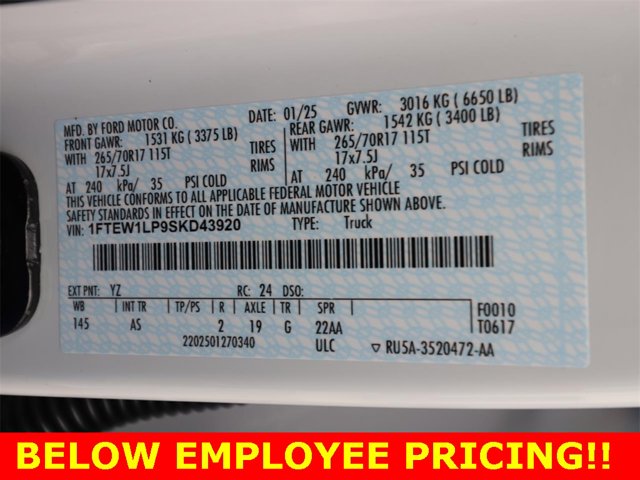 MFD. BY FORD MOTOR CO. DATE: 01/25 GVWR: 3016 KG ( 6650 LB)
FRONT GAWR: 1531 KG ( 3375 LB) REAR GAWR: 1542 KG ( 3400 LB)
WITH 265/70R17 115T TIRES WITH 265/70R17 115T TIRES
17x7.5J RIMS 17x7.5J RIMS
AT 240 kPa/ 35 PSI COLD AT 240 kPa/ 35 PSI COLD
THIS VEHICLE CONFORMS TO ALL APPLICABLE FEDERAL MOTOR VEHICLE
SAFETY STANDARDS IN EFFECT ON THE DATE OF MANUFACTURE SHOWN ABOVE.
VIN: 1FTEW1LP9SKD43920 TYPE: Truck
EXT PNT: YZ RC: 24 DSO:
WB INT TR TP/PS R AXLE TR SPR F0010
145 AS 2 19 G 22AA T0617
2202501270340 ULC RU5A-3520472-AA
BELOW EMPLOYEE PRICING!!